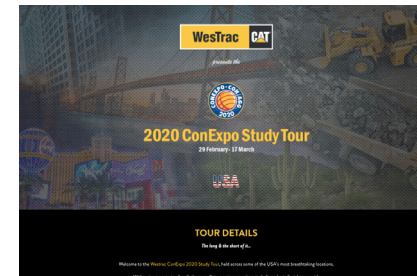 WesTrac CAT
presents the
CONEXPO-CON/AGG
2020
2020 ConExpo Study Tour
29 February - 17 March
USA
TOUR DETAILS
The long & the short of it...
Welcome to the Westrac ConExpo 2020 Study Tour, held across some of the USA's most breathtaking locations.